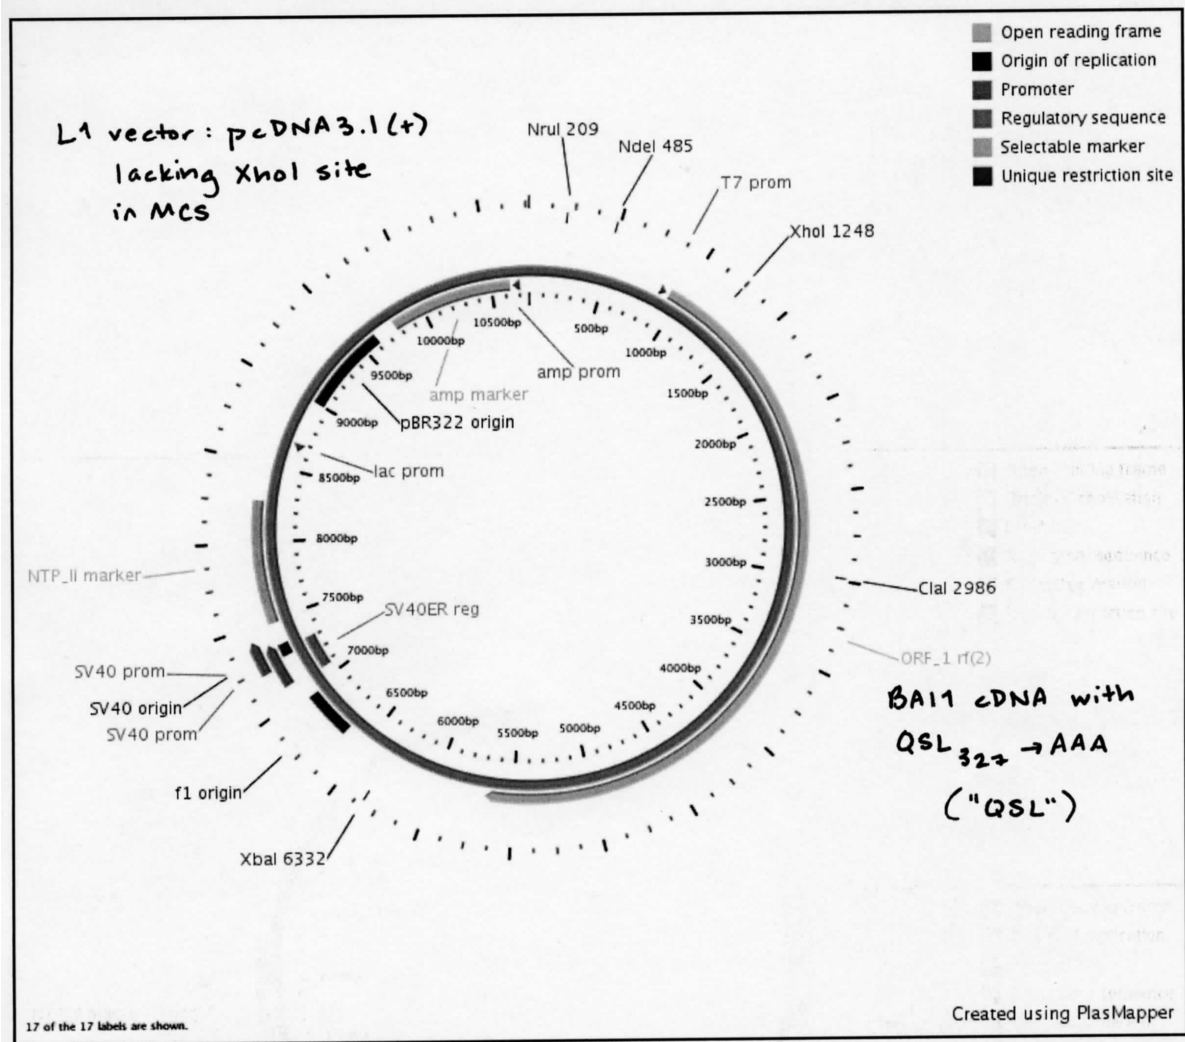 Open reading frame
Origin of replication
Promoter
Regulatory sequence
Selectable marker
Unique restriction site
L1 vector: pcDNA3.1(+)
lacking XhoI site
in MCS
NruI 209
NdeI 485
T7 prom
XhoI 1248
10500bp
500bp
10000bp
1000bp
amp prom
9500bp
amp marker
1500bp
9000bp
pBR322 origin
2000bp
lac prom
8500bp
2500bp
8000bp
3000bp
NTP_II marker
ClaI 2986
7500bp
SV40ER reg
3500bp
7000bp
ORF_1 rf(2)
SV40 prom
4000bp
SV40 origin
6500bp
4500bp
SV40 prom
6000bp
5500bp
5000bp
BAI1 cDNA with
QSL327 → AAA
("QSL")
f1 origin
XbaI 6332
Created using PlasMapper
17 of the 17 labels are shown.